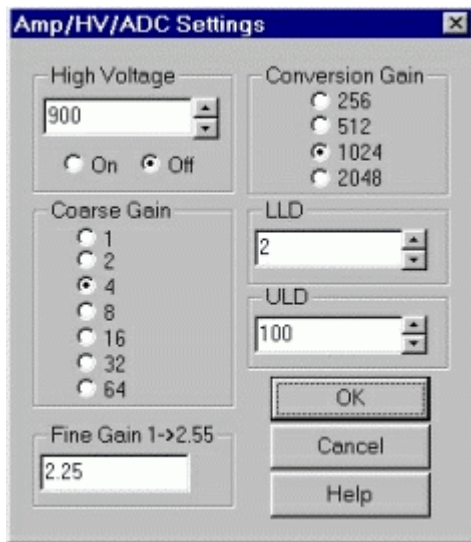 Amp/HV/ADC Settings
High Voltage
900
On Off
Coarse Gain
1
2
4
8
16
32
64
Fine Gain 1->2.55
2.25
Conversion Gain
256
512
1024
2048
LLD
2
ULD
100
OK
Cancel
Help